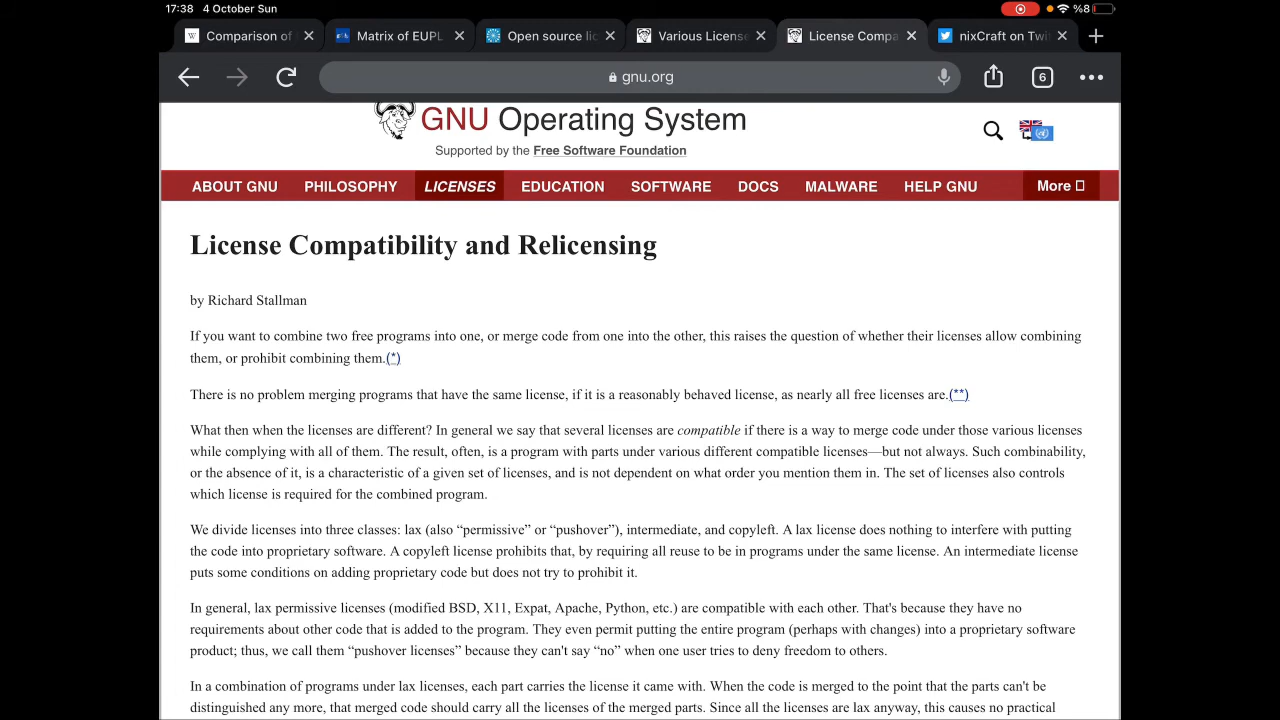 17:38 4 October Sun %8
Comparison of Matrix of EUPL Open source lic Various License License Compa nixCraft on Twi
gnu.org 6
GNU Operating System
Supported by the Free Software Foundation
ABOUT GNU PHILOSOPHY LICENSES EDUCATION SOFTWARE DOCS MALWARE HELP GNU More
License Compatibility and Relicensing
by Richard Stallman
If you want to combine two free programs into one, or merge code from one into the other, this raises the question of whether their licenses allow combining
them, or prohibit combining them.(*)
There is no problem merging programs that have the same license, if it is a reasonably behaved license, as nearly all free licenses are.(**)
What then when the licenses are different? In general we say that several licenses are compatible if there is a way to merge code under those various licenses
while complying with all of them. The result, often, is a program with parts under various different compatible licenses—but not always. Such combinability,
or the absence of it, is a characteristic of a given set of licenses, and is not dependent on what order you mention them in. The set of licenses also controls
which license is required for the combined program.
We divide licenses into three classes: lax (also “permissive” or “pushover”), intermediate, and copyleft. A lax license does nothing to interfere with putting
the code into proprietary software. A copyleft license prohibits that, by requiring all reuse to be in programs under the same license. An intermediate license
puts some conditions on adding proprietary code but does not try to prohibit it.
In general, lax permissive licenses (modified BSD, X11, Expat, Apache, Python, etc.) are compatible with each other. That's because they have no
requirements about other code that is added to the program. They even permit putting the entire program (perhaps with changes) into a proprietary software
product; thus, we call them “pushover licenses” because they can't say “no” when one user tries to deny freedom to others.
In a combination of programs under lax licenses, each part carries the license it came with. When the code is merged to the point that the parts can't be
distinguished any more, that merged code should carry all the licenses of the merged parts. Since all the licenses are lax anyway, this causes no practical